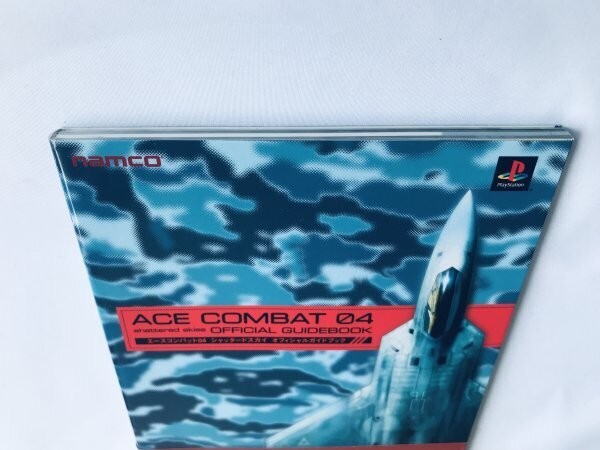 namco
PlayStation
ACE COMBAT 04
shattered skies OFFICIAL GUIDEBOOK
エースコンバット04 シャッタードスカイ オフィシャルガイドブック